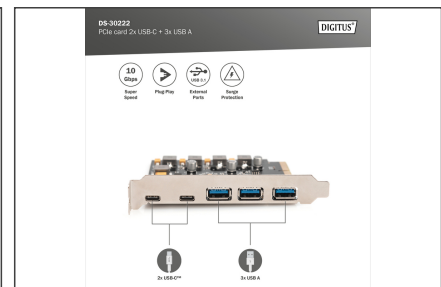 DS-30222
PCIe card 2x USB-C + 3x USB A
DIGITUS®
10
Gbps
USB 3.1
Super
Speed
Plug-Play
External
Ports
Surge
Protection
2x USB-C™
3x USB A